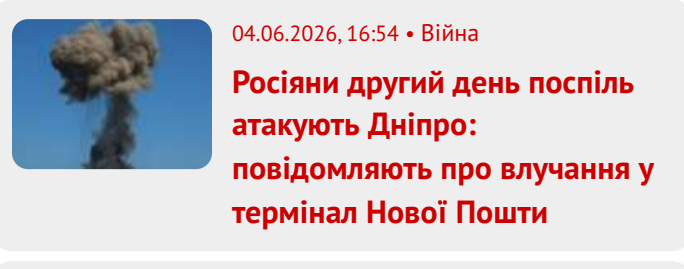 04.06.2026, 16:54 • Війна
Росіяни другий день поспіль
атакують Дніпро:
повідомляють про влучання у
термінал Нової Пошти